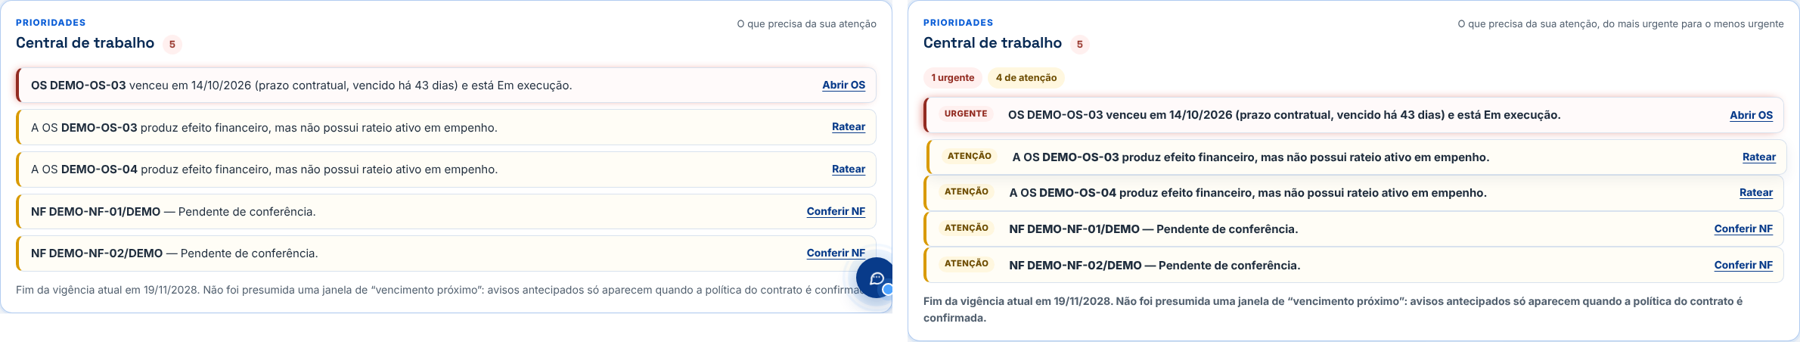 PRIORIDADES
O que precisa da sua atenção
Central de trabalho 5
OS DEMO-OS-03 venceu em 14/10/2026 (prazo contratual, vencido há 43 dias) e está Em execução. Abrir OS
A OS DEMO-OS-03 produz efeito financeiro, mas não possui rateio ativo em empenho. Ratear
A OS DEMO-OS-04 produz efeito financeiro, mas não possui rateio ativo em empenho. Ratear
NF DEMO-NF-01/DEMO — Pendente de conferência. Conferir NF
NF DEMO-NF-02/DEMO — Pendente de conferência. Conferir NF
Fim da vigência atual em 19/11/2028. Não foi presumida uma janela de “vencimento próximo”: avisos antecipados só aparecem quando a política do contrato é
PRIORIDADES
O que precisa da sua atenção, do mais urgente para o menos urgente
Central de trabalho 5
1 urgente 4 de atenção
URGENTE OS DEMO-OS-03 venceu em 14/10/2026 (prazo contratual, vencido há 43 dias) e está Em execução. Abrir OS
ATENÇÃO A OS DEMO-OS-03 produz efeito financeiro, mas não possui rateio ativo em empenho. Ratear
ATENÇÃO A OS DEMO-OS-04 produz efeito financeiro, mas não possui rateio ativo em empenho. Ratear
ATENÇÃO NF DEMO-NF-01/DEMO — Pendente de conferência. Conferir NF
ATENÇÃO NF DEMO-NF-02/DEMO — Pendente de conferência. Conferir NF
Fim da vigência atual em 19/11/2028. Não foi presumida uma janela de “vencimento próximo”: avisos antecipados só aparecem quando a política do contrato é
confirmada.